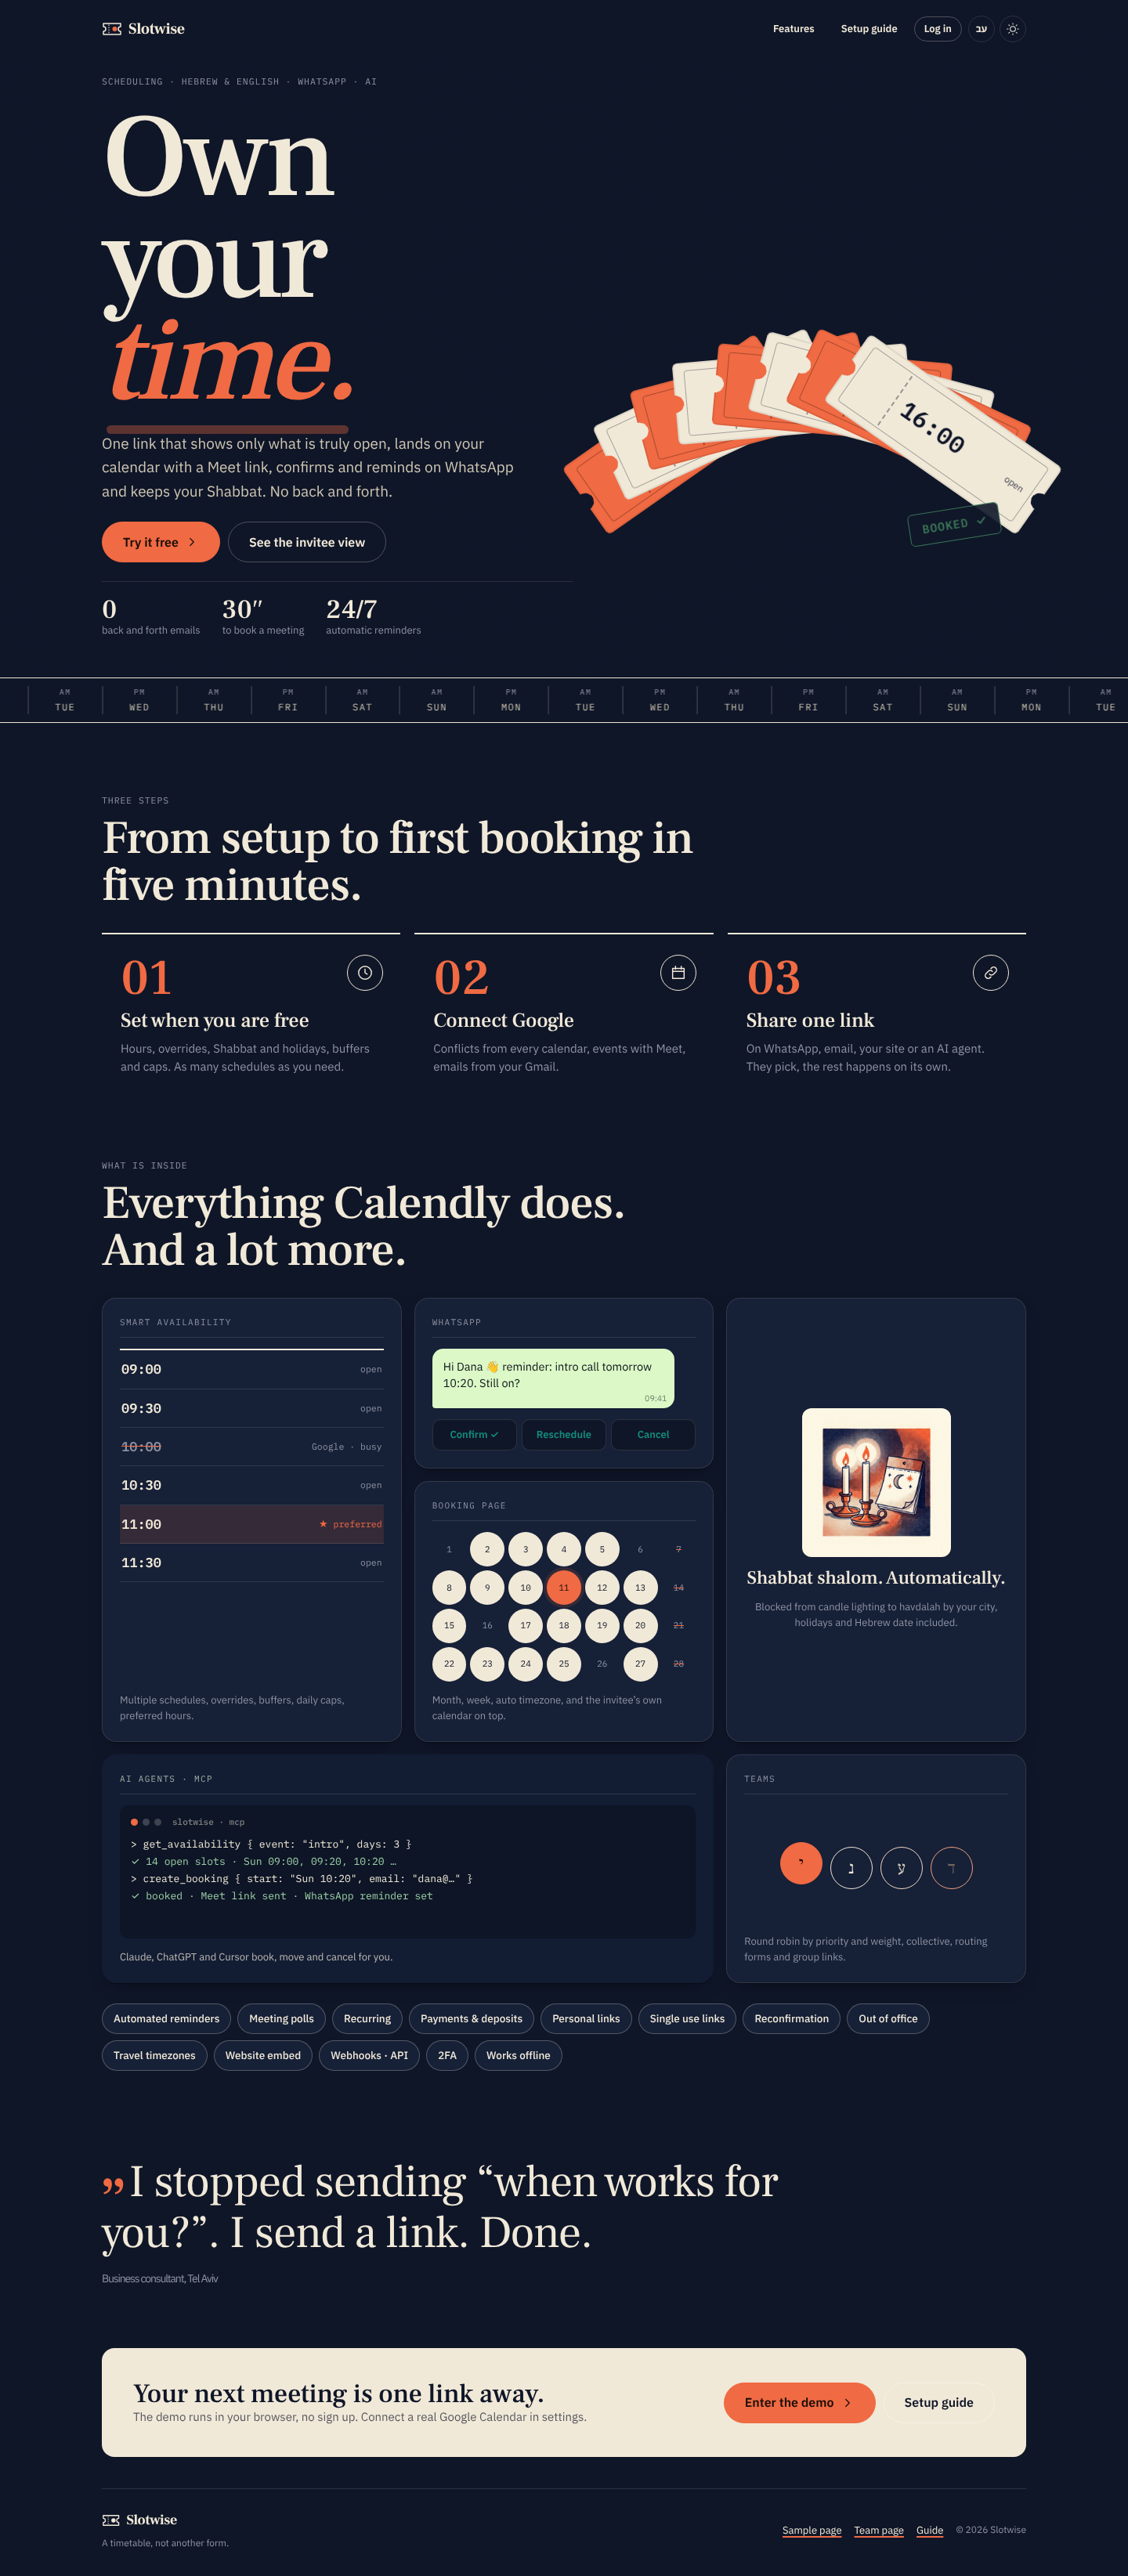 Slotwise
Features
Setup guide
Log in
עב
SCHEDULING · HEBREW & ENGLISH · WHATSAPP · AI
Own
your
time.
One link that shows only what is truly open, lands on your
calendar with a Meet link, confirms and reminds on WhatsApp
and keeps your Shabbat. No back and forth.
Try it free
See the invitee view
16:00
open
BOOKED ✓
0
back and forth emails
30″
to book a meeting
24/7
automatic reminders
AM PM AM PM AM AM PM AM PM AM PM AM AM PM AM
TUE WED THU FRI SAT SUN MON TUE WED THU FRI SAT SUN MON TUE
THREE STEPS
From setup to first booking in
five minutes.
01
Set when you are free
Hours, overrides, Shabbat and holidays, buffers
and caps. As many schedules as you need.
02
Connect Google
Conflicts from every calendar, events with Meet,
emails from your Gmail.
03
Share one link
On WhatsApp, email, your site or an AI agent.
They pick, the rest happens on its own.
WHAT IS INSIDE
Everything Calendly does.
And a lot more.
SMART AVAILABILITY
09:00 open
09:30 open
10:00 Google · busy
10:30 open
11:00 ★ preferred
11:30 open
Multiple schedules, overrides, buffers, daily caps,
preferred hours.
WHATSAPP
Hi Dana 👋 reminder: intro call tomorrow
10:20. Still on?
09:41
Confirm ✓
Reschedule
Cancel
BOOKING PAGE
1 2 3 4 5 6 7
8 9 10 11 12 13 14
15 16 17 18 19 20 21
22 23 24 25 26 27 28
Month, week, auto timezone, and the invitee's own
calendar on top.
Shabbat shalom. Automatically.
Blocked from candle lighting to havdalah by your city,
holidays and Hebrew date included.
AI AGENTS · MCP
slotwise · mcp
> get_availability { event: "intro", days: 3 }
✓ 14 open slots · Sun 09:00, 09:20, 10:20 …
> create_booking { start: "Sun 10:20", email: "dana@…" }
✓ booked · Meet link sent · WhatsApp reminder set
Claude, ChatGPT and Cursor book, move and cancel for you.
TEAMS
י
נ
ע
ד
Round robin by priority and weight, collective, routing
forms and group links.
Automated reminders
Meeting polls
Recurring
Payments & deposits
Personal links
Single use links
Reconfirmation
Out of office
Travel timezones
Website embed
Webhooks · API
2FA
Works offline
”I stopped sending “when works for
you?”. I send a link. Done.
Business consultant, Tel Aviv
Your next meeting is one link away.
The demo runs in your browser, no sign up. Connect a real Google Calendar in settings.
Enter the demo
Setup guide
Slotwise
A timetable, not another form.
Sample page
Team page
Guide
© 2026 Slotwise